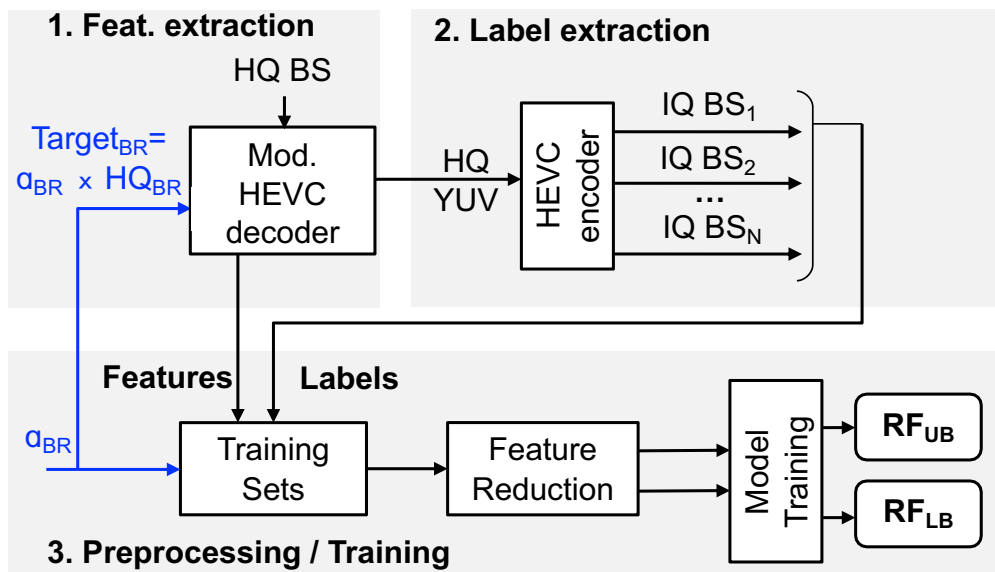 1. Feat. extraction
HQ BS
Target_BR=
α_BR × HQ_BR
Mod.
HEVC
decoder
2. Label extraction
HQ
YUV
HEVC
encoder
IQ BS_1
IQ BS_2
...
IQ BS_N
Features
Labels
α_BR
Training
Sets
Feature
Reduction
Model
Training
RF_UB
RF_LB
3. Preprocessing / Training